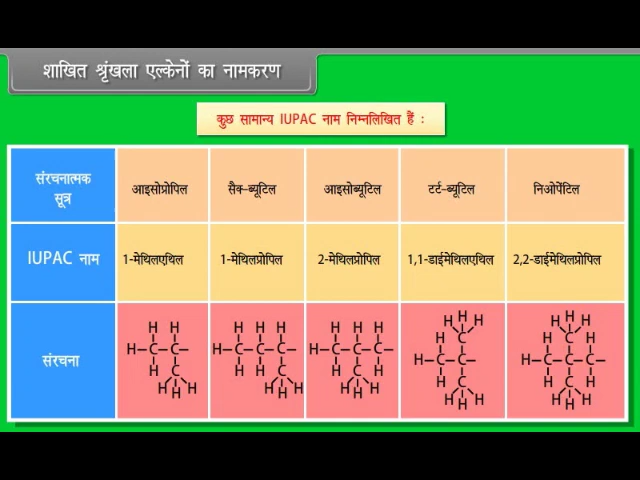 शाखित श्रृंखला एल्केनों का नामकरण
कुछ सामान्य IUPAC नाम निम्नलिखित हैं :
संरचनात्मक सूत्र आइसोप्रोपिल सैक-ब्यूटिल आइसोब्यूटिल टर्ट-ब्यूटिल निओपेंटिल
IUPAC नाम 1-मेथिलएथिल 1-मेथिलप्रोपिल 2-मेथिलप्रोपिल 1,1-डाईमेथिलएथिल 2,2-डाईमेथिलप्रोपिल
संरचना
H H H H H H H H H H H H H H
H-C-C- H-C-C-C- H-C-C-C- H-C-C- H-C-C-C-
H C H H C H C H H C H C H
H H H H H H H H H H H H H H H